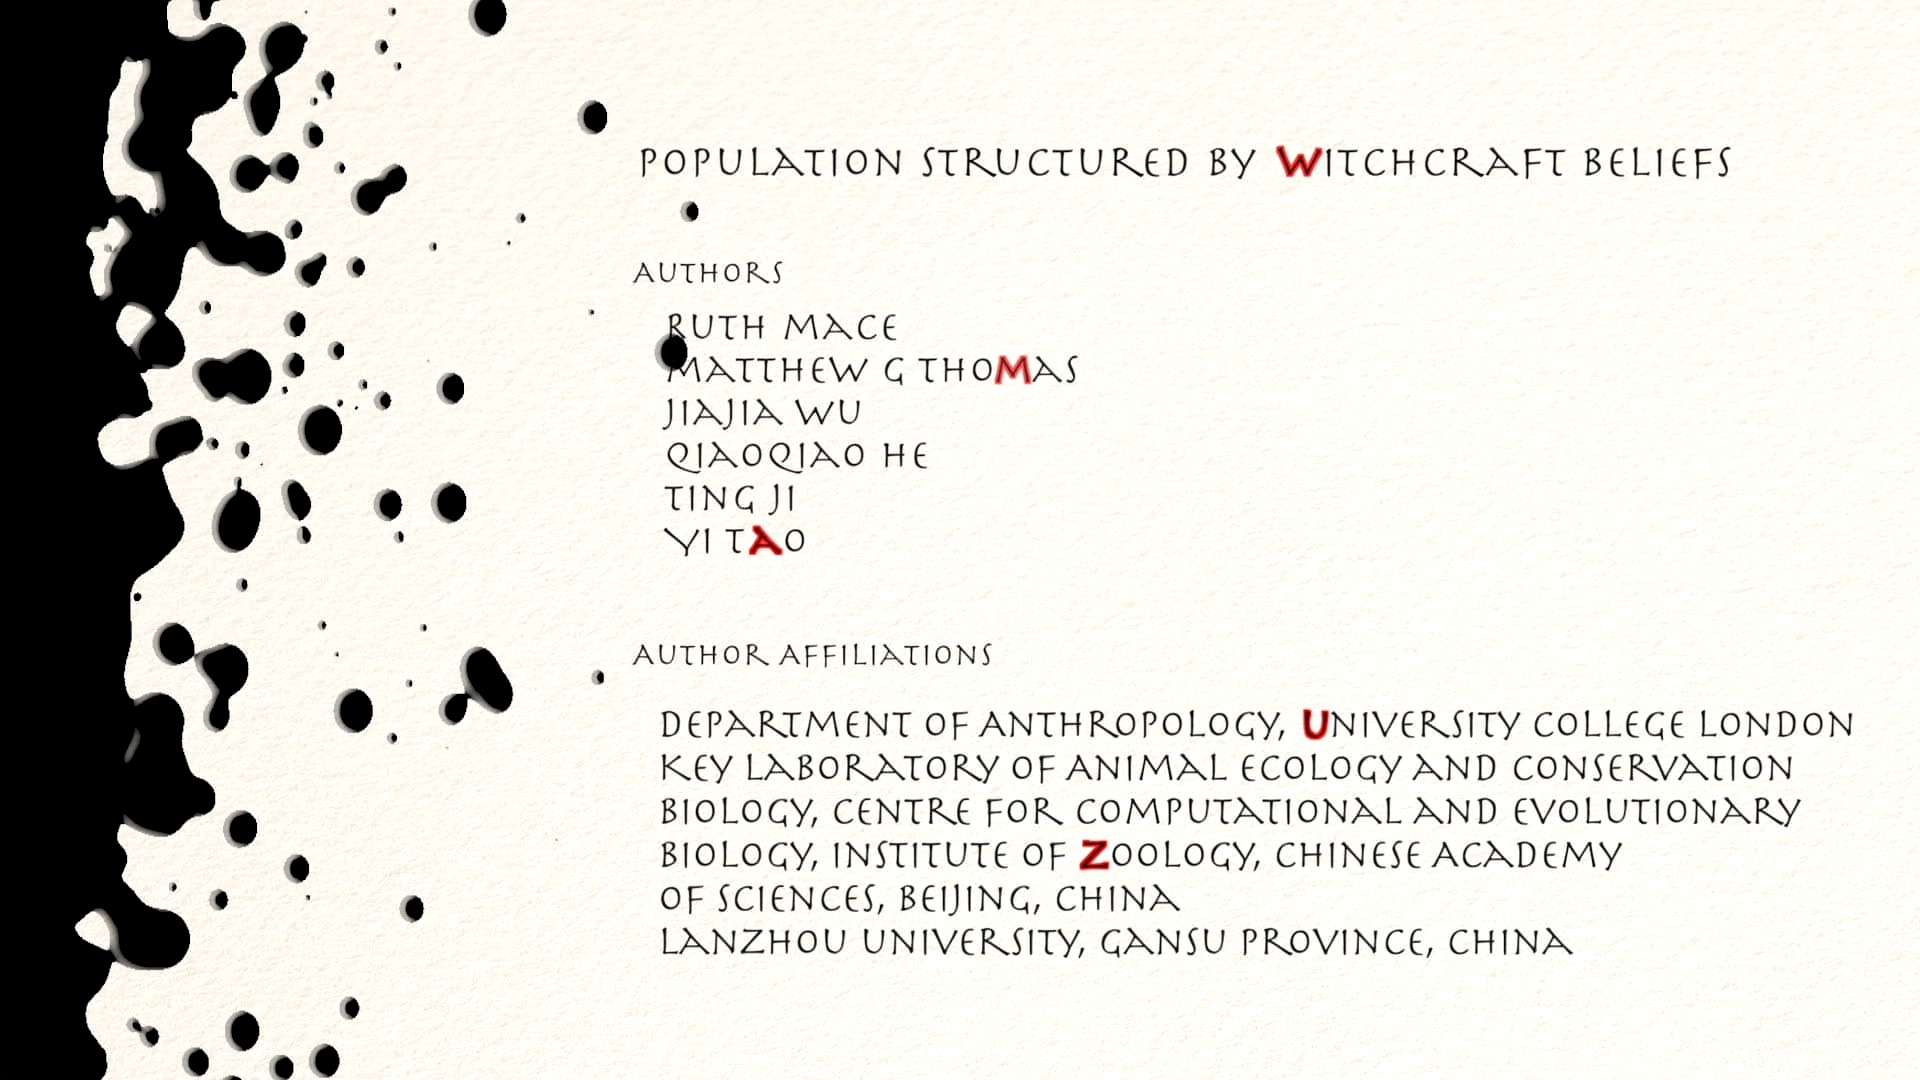 POPULATION STRUCTURED BY WITCHCRAFT BELIEFS
AUTHORS
RUTH MACE
MATTHEW G THOMAS
JIAJIA WU
QIAOQIAO HE
TING JI
YI TAO
AUTHOR AFFILIATIONS
DEPARTMENT OF ANTHROPOLOGY, UNIVERSITY COLLEGE LONDON
KEY LABORATORY OF ANIMAL ECOLOGY AND CONSERVATION
BIOLOGY, CENTRE FOR COMPUTATIONAL AND EVOLUTIONARY
BIOLOGY, INSTITUTE OF ZOOLOGY, CHINESE ACADEMY
OF SCIENCES, BEIJING, CHINA
LANZHOU UNIVERSITY, GANSU PROVINCE, CHINA